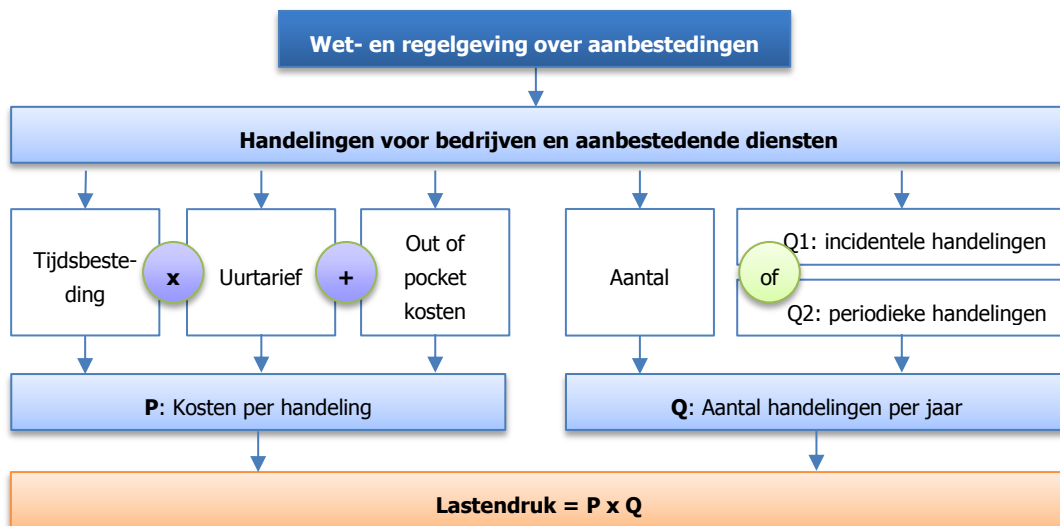 Wet- en regelgeving over aanbestedingen
Handelingen voor bedrijven en aanbestedende diensten
Tijdsbeste-
ding
x
Uurtarief
+
Out of
pocket
kosten
Aantal
Q1: incidentele handelingen
of
Q2: periodieke handelingen
P: Kosten per handeling
Q: Aantal handelingen per jaar
Lastendruk = P x Q